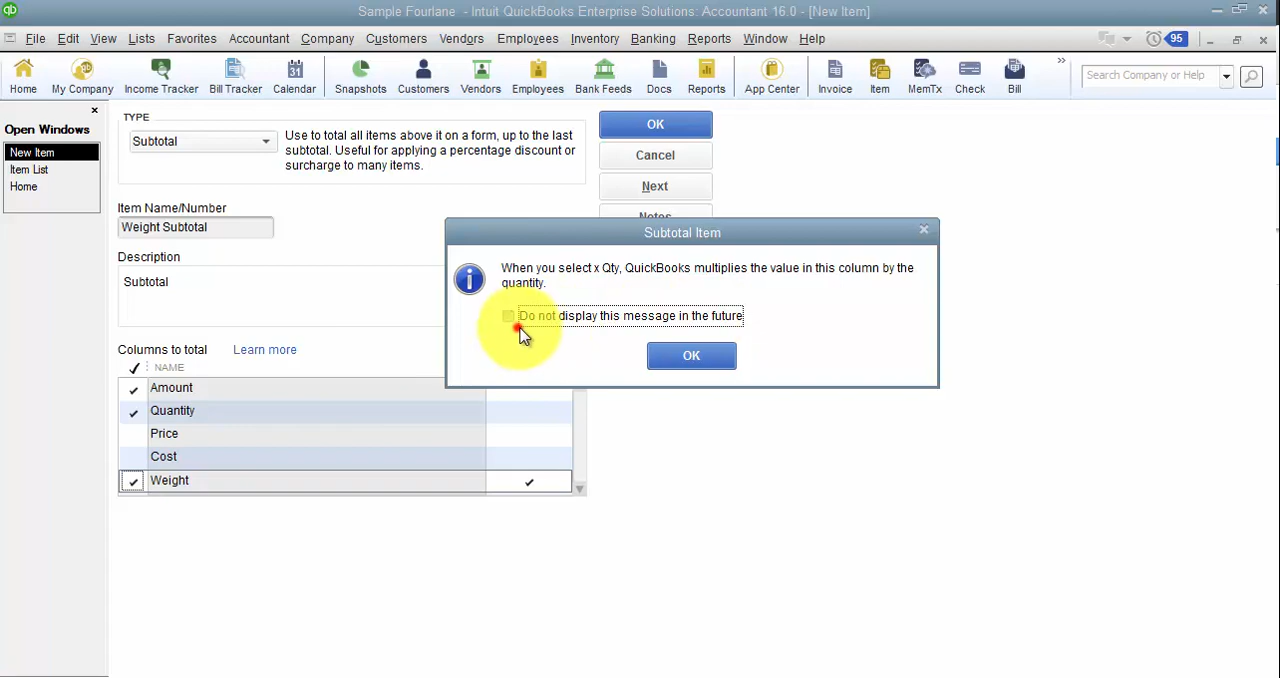 qb Sample Fourlane - Intuit QuickBooks Enterprise Solutions: Accountant 16.0 - [New Item]
File Edit View Lists Favorites Accountant Company Customers Vendors Employees Inventory Banking Reports Window Help 95
Home My Company Income Tracker Bill Tracker 31 Calendar Snapshots Customers Vendors Employees Bank Feeds Docs Reports App Center Invoice Item MemTx Check Bill Search Company or Help
Open Windows
New Item
Item List
Home
TYPE
Subtotal
Use to total all items above it on a form, up to the last
subtotal. Useful for applying a percentage discount or
surcharge to many items.
OK
Cancel
Next
Notes
Item Name/Number
Weight Subtotal
Description
Subtotal
Subtotal Item
When you select x Qty, QuickBooks multiplies the value in this column by the
quantity.
Do not display this message in the future
OK
Columns to total Learn more
NAME
Amount
Quantity
Price
Cost
Weight